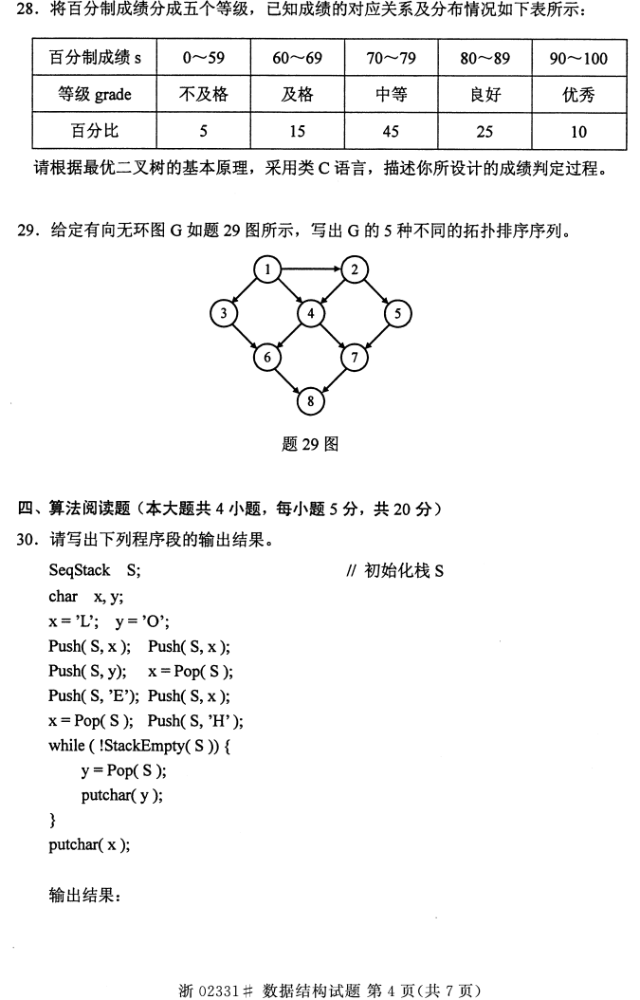 28．将百分制成绩分成五个等级，已知成绩的对应关系及分布情况如下表所示：
百分制成绩 s 0～59 60～69 70～79 80～89 90～100
等级 grade 不及格 及格 中等 良好 优秀
百分比 5 15 45 25 10
请根据最优二叉树的基本原理，采用类 C 语言，描述你所设计的成绩判定过程。
29．给定有向无环图 G 如题 29 图所示，写出 G 的 5 种不同的拓扑排序序列。
1 2
3 4 5
6 7
8
题 29 图
四、算法阅读题（本大题共 4 小题，每小题 5 分，共 20 分）
30．请写出下列程序段的输出结果。
SeqStack S; // 初始化栈 S
char x, y;
x = ’L’; y = ’O’;
Push( S, x ); Push( S, x );
Push( S, y); x = Pop( S );
Push( S, ’E’); Push( S, x );
x = Pop( S ); Push( S, ’H’ );
while ( !StackEmpty( S )) {
y = Pop( S );
putchar( y );
}
putchar( x );
输出结果：
浙 02331＃ 数据结构试题 第 4 页(共 7 页)